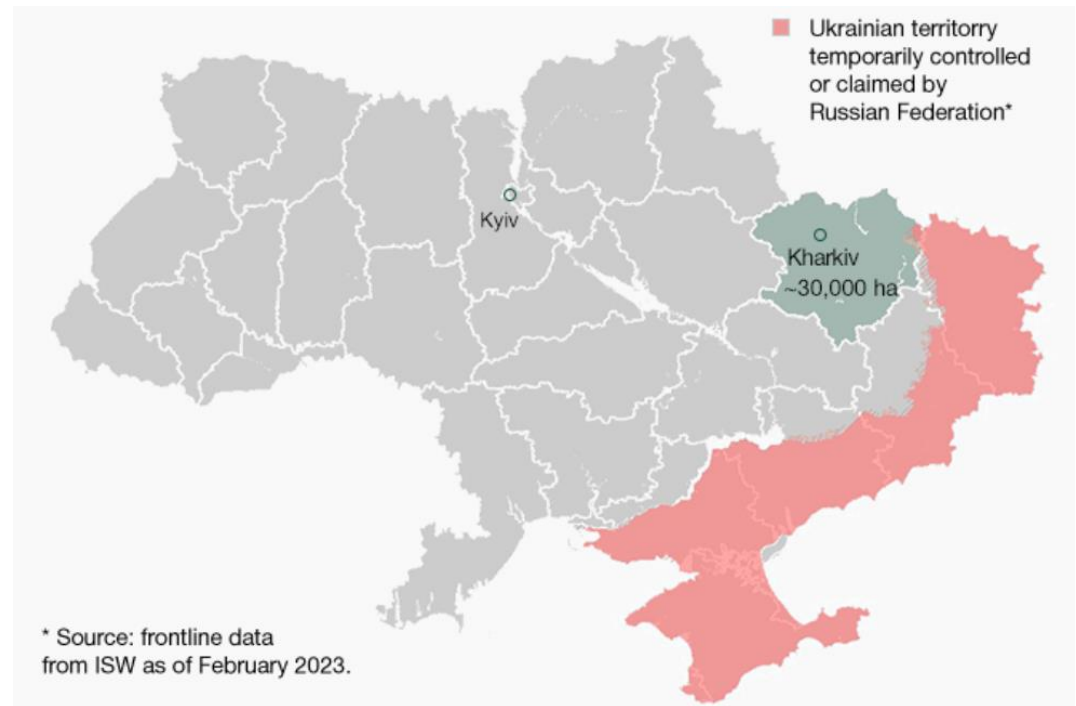 Ukrainian territorry
temporarily controlled
or claimed by
Russian Federation*
Kyiv
Kharkiv
~30,000 ha
* Source: frontline data
from ISW as of February 2023.